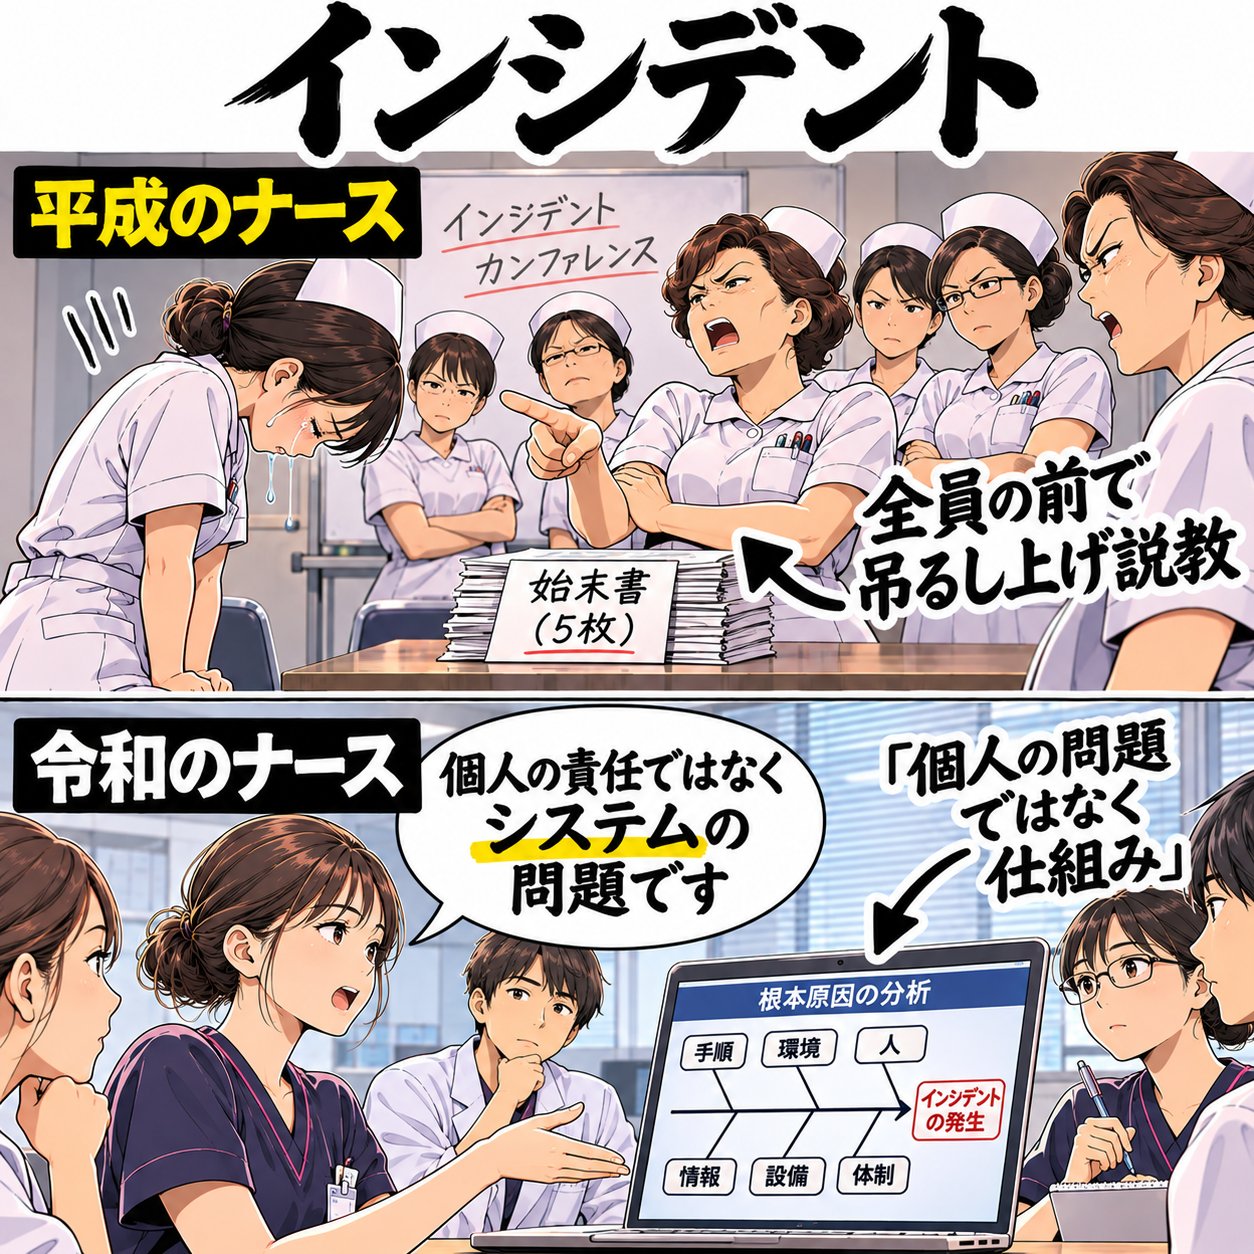 インシデント
平成のナース
インジデント
カンファレンス
全員の前で
吊るし上げ説教
始末書
(5枚)
令和のナース
個人の責任ではなく
システムの
問題です
「個人の問題
ではなく
仕組み」
根本原因の分析
手順
環境
人
インシデント
の発生
情報
設備
体制